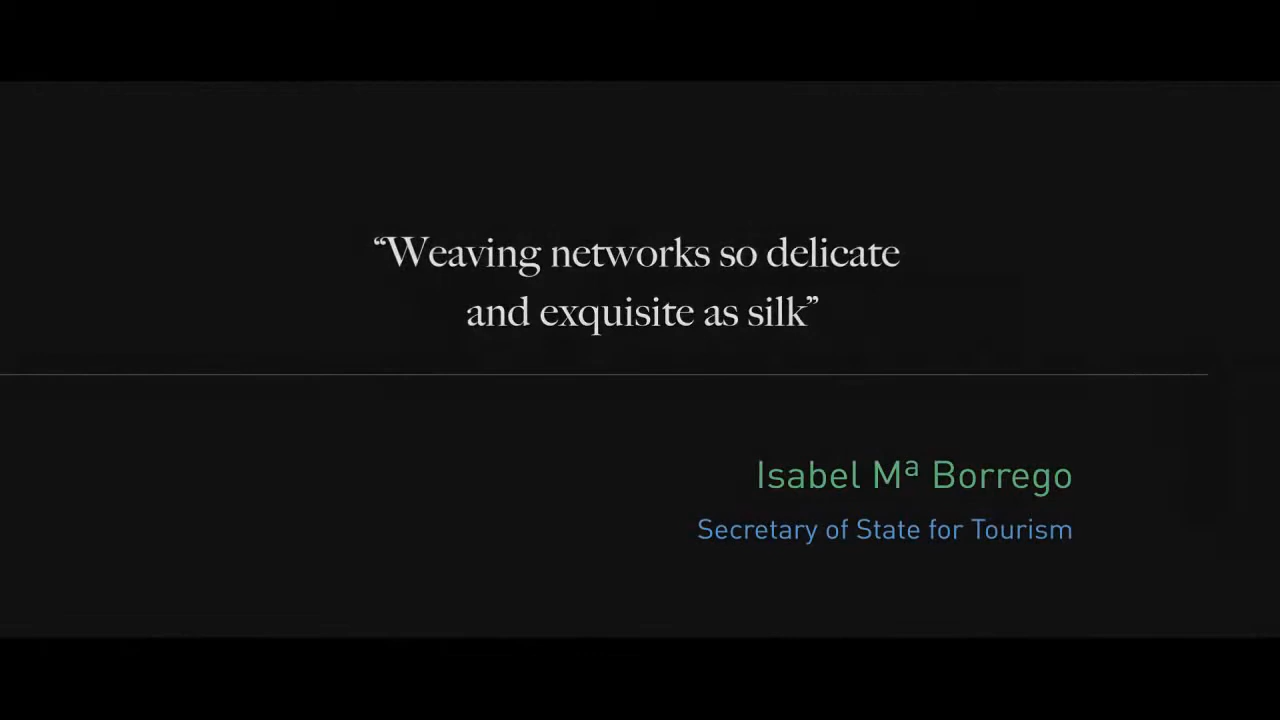 “Weaving networks so delicate
and exquisite as silk”
Isabel Mª Borrego
Secretary of State for Tourism